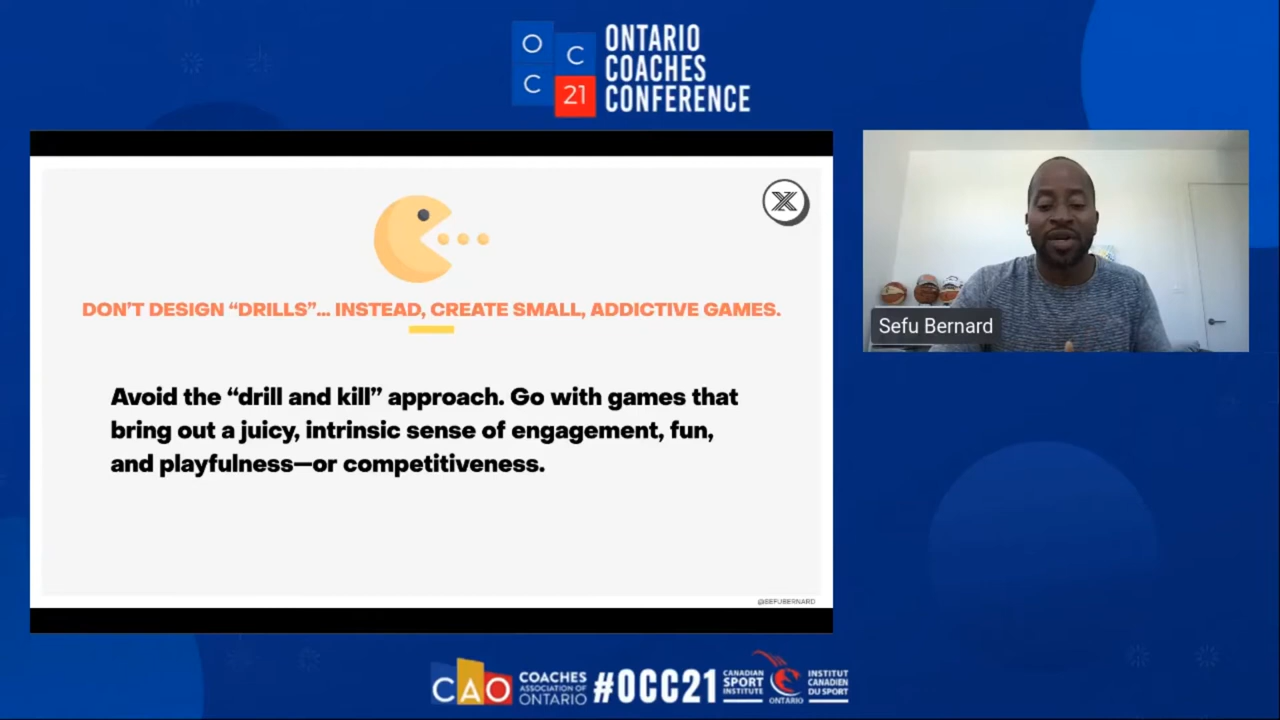 O
C
C
21
ONTARIO
COACHES
CONFERENCE
DON'T DESIGN “DRILLS”... INSTEAD, CREATE SMALL, ADDICTIVE GAMES.
Avoid the “drill and kill” approach. Go with games that
bring out a juicy, intrinsic sense of engagement, fun,
and playfulness—or competitiveness.
@SEFUBERNARD
Sefu Bernard
CAO
COACHES
ASSOCIATION OF
ONTARIO
#OCC21
CANADIAN
SPORT
INSTITUTE
ONTARIO
INSTITUT
CANADIEN
DU SPORT